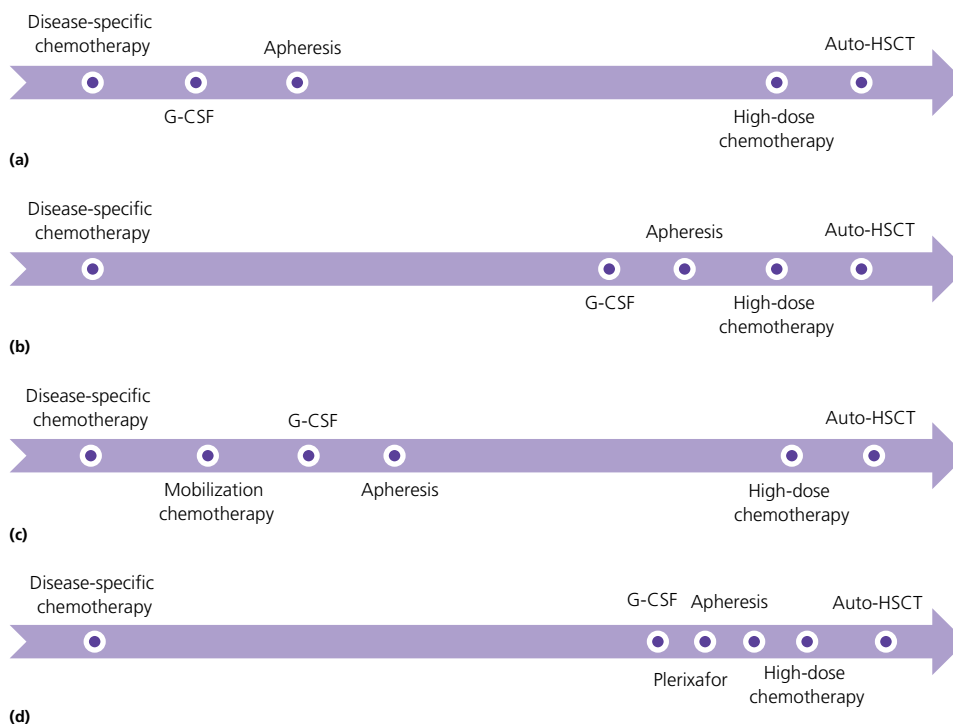 Disease-specific
chemotherapy
Apheresis
Auto-HSCT
G-CSF
High-dose
chemotherapy
(a)
Disease-specific
chemotherapy
Apheresis
Auto-HSCT
G-CSF
High-dose
chemotherapy
(b)
Disease-specific
chemotherapy
G-CSF
Auto-HSCT
Mobilization
chemotherapy
Apheresis
High-dose
chemotherapy
(c)
Disease-specific
chemotherapy
G-CSF
Apheresis
Auto-HSCT
Plerixafor
High-dose
chemotherapy
(d)